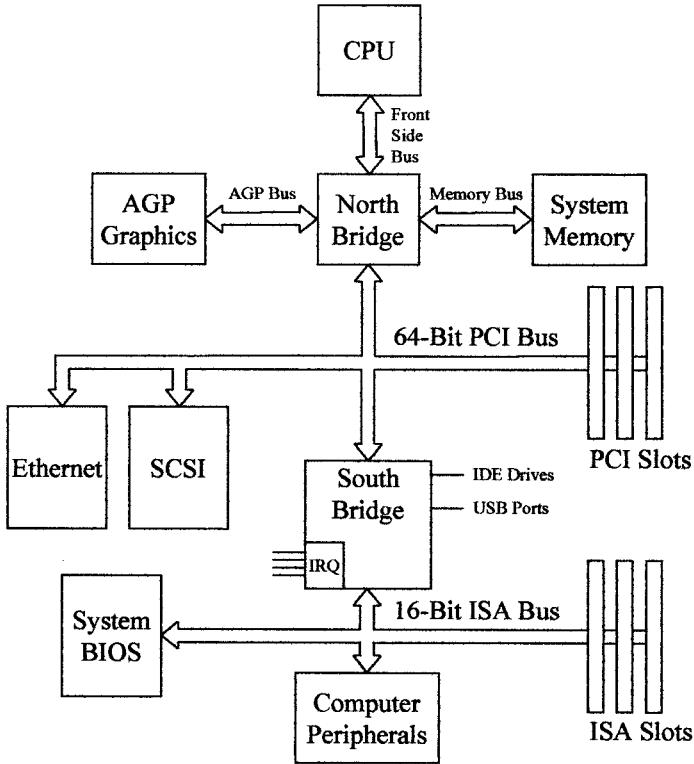 CPU
Front
Side
Bus
AGP
Graphics
AGP Bus
North
Bridge
Memory Bus
System
Memory
64-Bit PCI Bus
Ethernet
SCSI
PCI Slots
South
Bridge
IDE Drives
USB Ports
IRQ
System
BIOS
16-Bit ISA Bus
Computer
Peripherals
ISA Slots